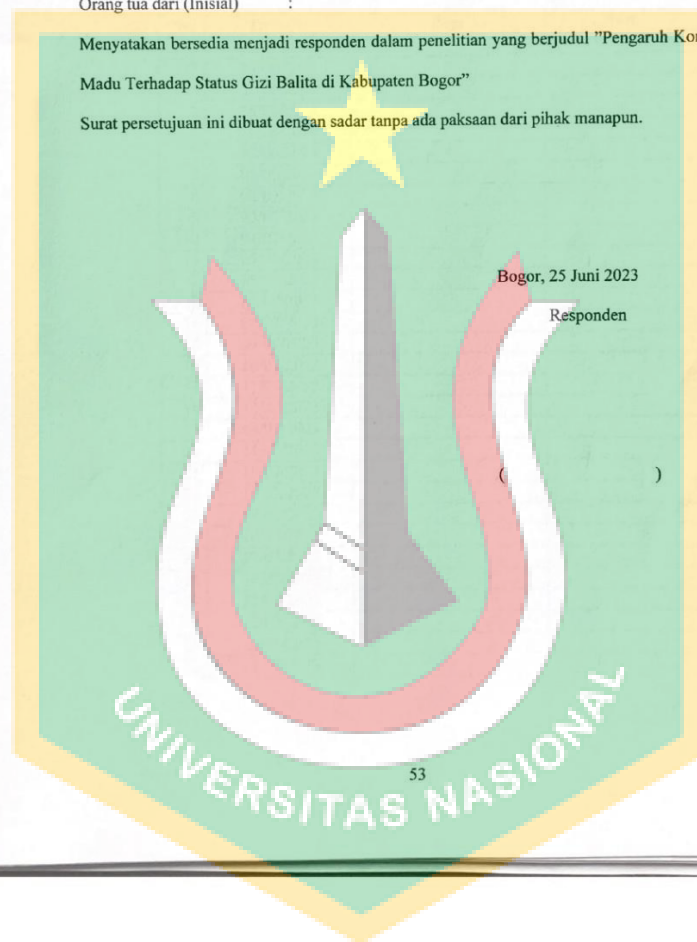 Orang tua dari (Inisial) :
Menyatakan bersedia menjadi responden dalam penelitian yang berjudul ”Pengaruh
Madu Terhadap Status Gizi Balita di Kabupaten Bogor”
Surat persetujuan ini dibuat dengan sadar tanpa ada paksaan dari pihak manapun.
Bogor, 25 Juni 2023
Responden
( )
53
UNIVERSITAS NASIONAL